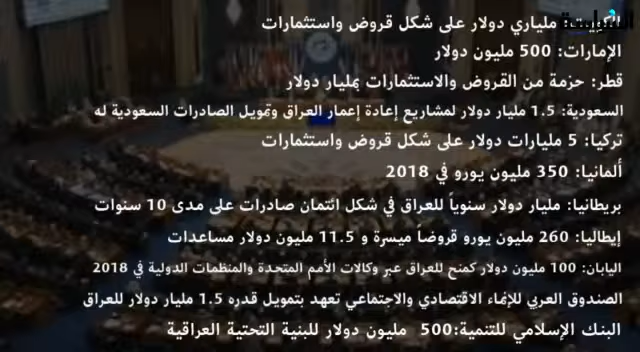 الكويت: ملياري دولار على شكل قروض واستثمارات
الإمارات: 500 مليون دولار
قطر: حزمة من القروض والاستثمارات بمليار دولار
السعودية: 1.5 مليار دولار لمشاريع إعادة إعمار العراق وتمويل الصادرات السعودية له
تركيا: 5 مليارات دولار على شكل قروض واستثمارات
ألمانيا: 350 مليون يورو في 2018
بريطانيا: مليار دولار سنوياً للعراق في شكل ائتمان صادرات على مدى 10 سنوات
إيطاليا: 260 مليون يورو قروضاً ميسرة و 11.5 مليون دولار مساعدات
اليابان: 100 مليون دولار كمنح للعراق عبر وكالات الأمم المتحدة والمنظمات الدولية في 2018
الصندوق العربي للإنماء الاقتصادي والاجتماعي تعهد بتمويل قدره 1.5 مليار دولار للعراق
البنك الإسلامي للتنمية:500 مليون دولار للبنية التحتية العراقية